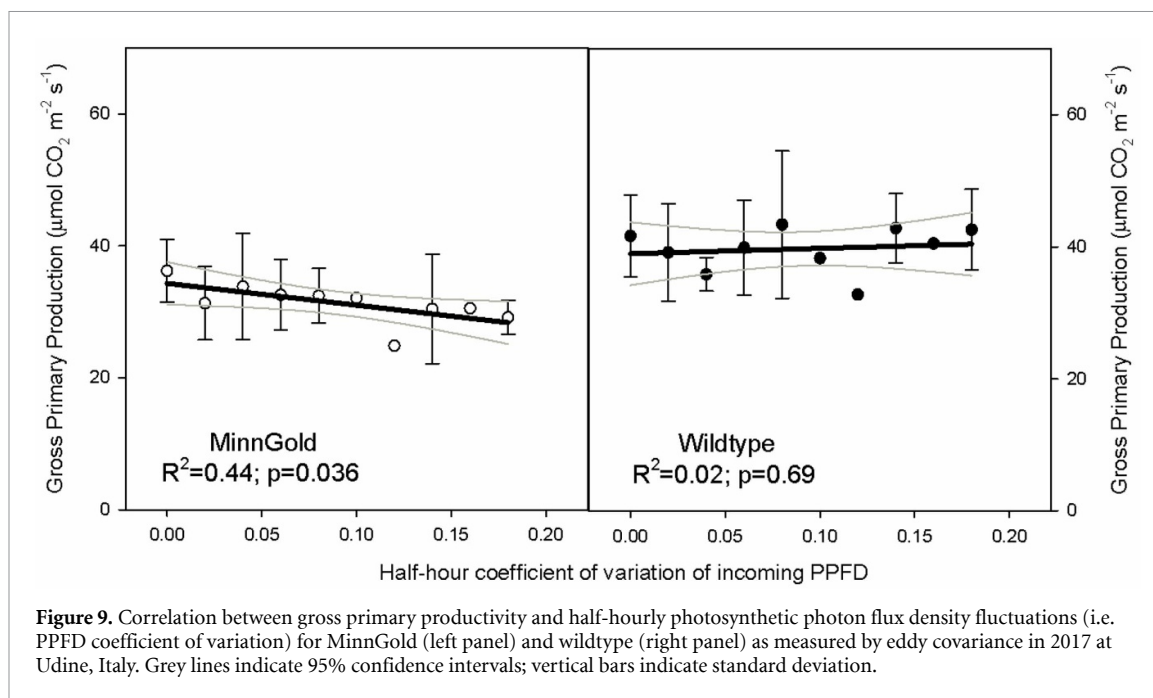 Gross Primary Production (μmol CO₂ m⁻² s⁻¹)
60
40
20
0
MinnGold
R²=0.44; p=0.036
0.00 0.05 0.10 0.15 0.20
Wildtype
R²=0.02; p=0.69
0.00 0.05 0.10 0.15 0.20
60
40
20
0
Gross Primary Production (μmol CO₂ m⁻² s⁻¹)
Half-hour coefficient of variation of incoming PPFD
Figure 9. Correlation between gross primary productivity and half-hourly photosynthetic photon flux density fluctuations (i.e.
PPFD coefficient of variation) for MinnGold (left panel) and wildtype (right panel) as measured by eddy covariance in 2017 at
Udine, Italy. Grey lines indicate 95% confidence intervals; vertical bars indicate standard deviation.